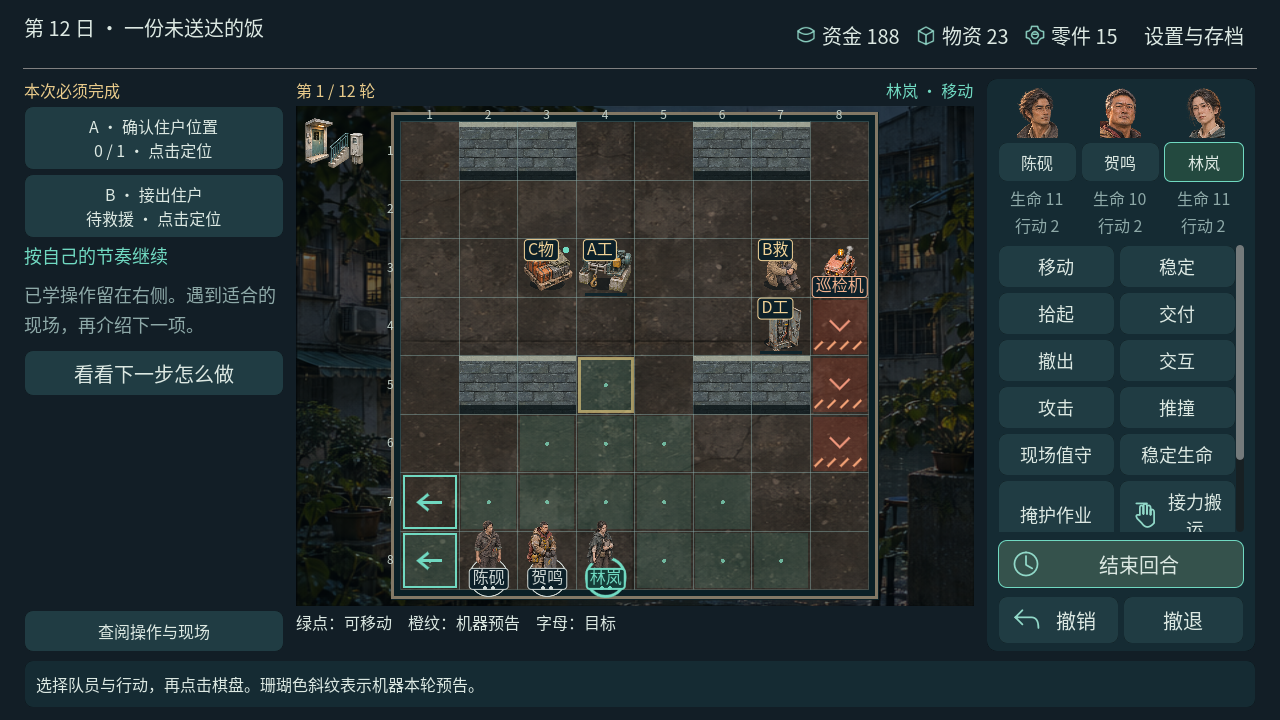 第 12 日 · 一份未送达的饭
资金 188
物资 23
零件 15
设置与存档
本次必须完成
A · 确认住户位置
0 / 1 · 点击定位
B · 接出住户
待救援 · 点击定位
按自己的节奏继续
已学操作留在右侧。遇到适合的
现场，再介绍下一项。
看看下一步怎么做
查阅操作与现场
第 1 / 12 轮
林岚 · 移动
1 2 3 4 5 6 7 8
1
2
3
4
5
6
7
8
C物
A工
B救
巡检机
D工
陈砚
贺鸣
林岚
绿点：可移动 橙纹：机器预告 字母：目标
陈砚
贺鸣
林岚
生命 11
生命 10
生命 11
行动 2
行动 2
行动 2
移动
稳定
拾起
交付
撤出
交互
攻击
推撞
现场值守
稳定生命
掩护作业
接力搬
运
结束回合
撤销
撤退
选择队员与行动，再点击棋盘。珊瑚色斜纹表示机器本轮预告。